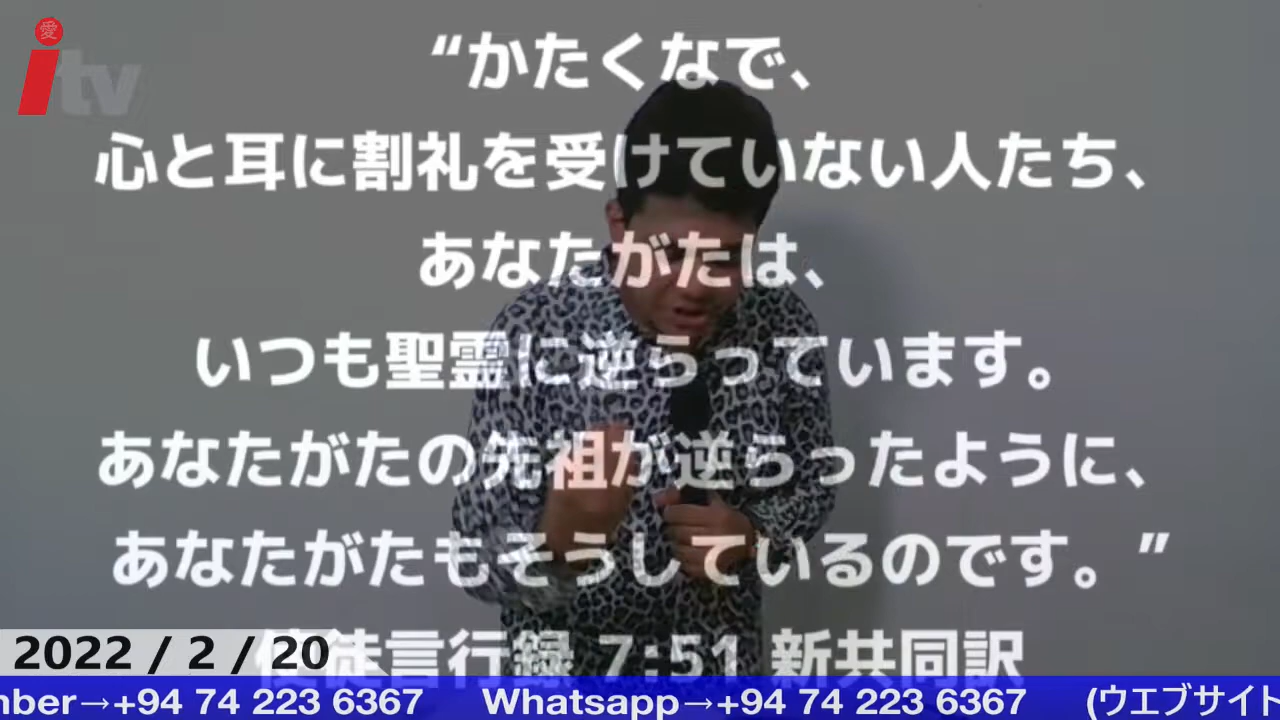 愛
itv
“かたくなで、
心と耳に割礼を受けていない人たち、
あなたがたは、
いつも聖霊に逆らっています。
あなたがたの先祖が逆らったように、
あなたがたもそうしているのです。”
使徒言行録 7:51 新共同訳
2022 / 2 / 20
mber→+94 74 223 6367 Whatsapp→+94 74 223 6367 (ウエブサイト